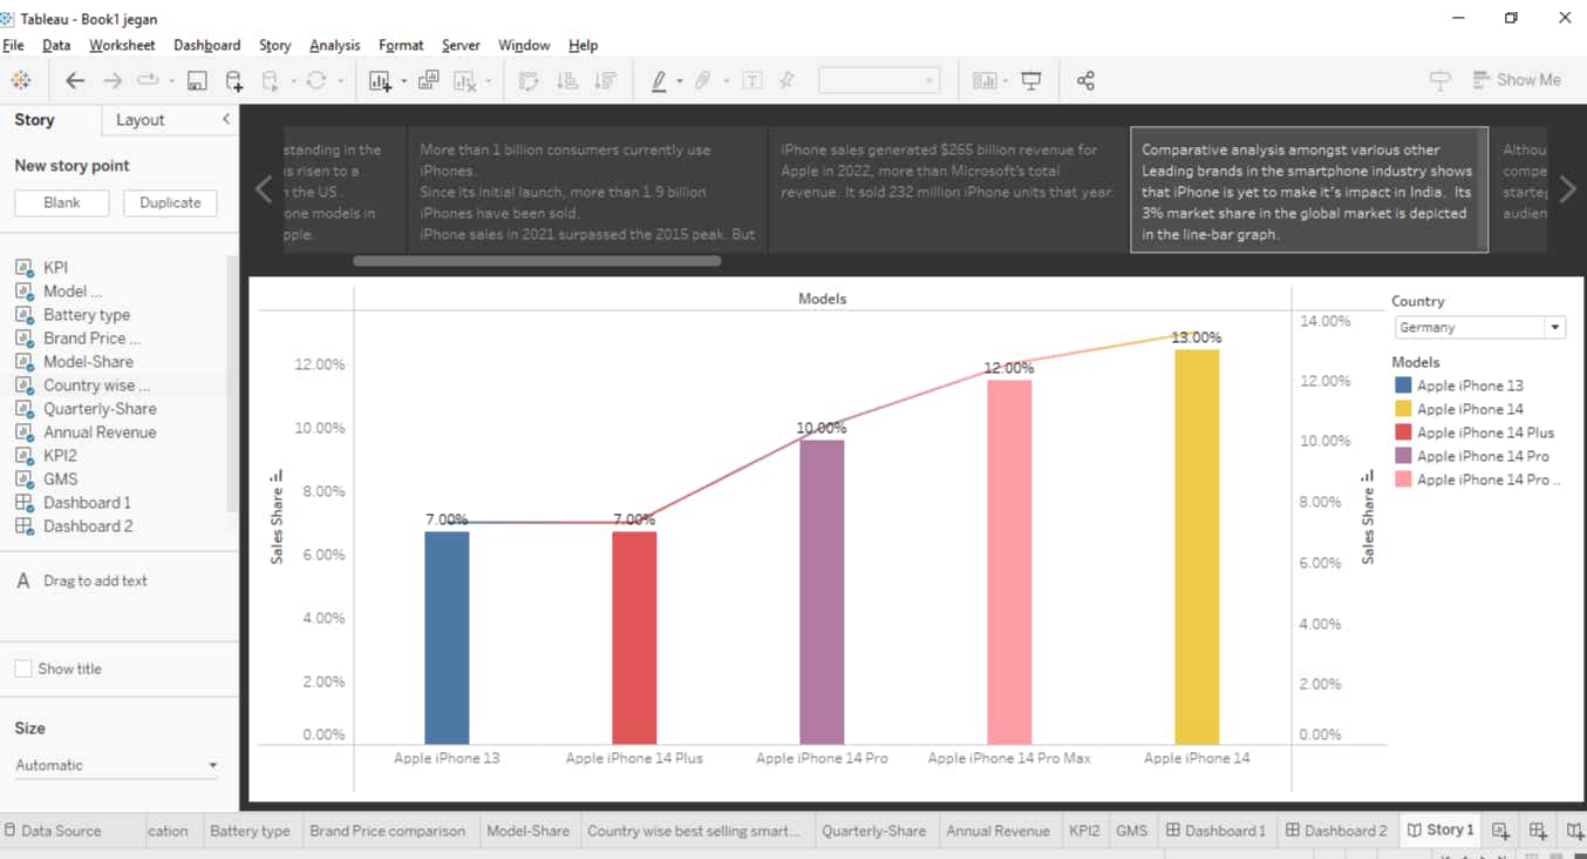 Tableau - Book1 jegan
File Data Worksheet Dashboard Story Analysis Format Server Window Help
Show Me
Story Layout
New story point
Blank Duplicate
KPI
Model ...
Battery type
Brand Price ...
Model-Share
Country wise ...
Quarterly-Share
Annual Revenue
KPI2
GMS
Dashboard 1
Dashboard 2
A Drag to add text
Show title
Size
Automatic
standing in the
is risen to a
the US .
one models in
pple.
More than 1 billion consumers currently use
iPhones.
Since its initial launch, more than 1.9 billion
iPhones have been sold.
iPhone sales in 2021 surpassed the 2015 peak. But
iPhone sales generated $265 billion revenue for
Apple in 2022, more than Microsoft's total
revenue. It sold 232 million iPhone units that year.
Comparative analysis amongst various other
Leading brands in the smartphone industry shows
that iPhone is yet to make it's impact in India. Its
3% market share in the global market is depicted
in the line-bar graph.
Althou
compe
starte
audien
Models
12.00%
10.00%
8.00%
6.00%
4.00%
2.00%
0.00%
Sales Share
7.00%
7.00%
10.00%
12.00%
13.00%
Apple iPhone 13
Apple iPhone 14 Plus
Apple iPhone 14 Pro
Apple iPhone 14 Pro Max
Apple iPhone 14
14.00%
12.00%
10.00%
8.00%
6.00%
4.00%
2.00%
0.00%
Sales Share
Country
Germany
Models
Apple iPhone 13
Apple iPhone 14
Apple iPhone 14 Plus
Apple iPhone 14 Pro
Apple iPhone 14 Pro ..
Data Source cation Battery type Brand Price comparison Model-Share Country wise best selling smart... Quarterly-Share Annual Revenue KPI2 GMS Dashboard 1 Dashboard 2 Story 1